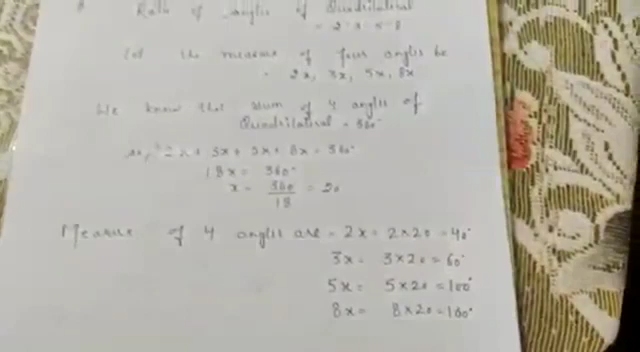 Ratio of angles of Quadrilateral
= 2:3:5:8
Let the measure of four angles be
= 2x, 3x, 5x, 8x
We know that sum of 4 angles of
Quadrilateral = 360°
so, 2x + 3x + 5x + 8x = 360°
18x = 360°
x = 360/18 = 20
Measure of 4 angles are = 2x = 2×20 = 40°
3x = 3×20 = 60°
5x = 5×20 = 100°
8x = 8×20 = 160°